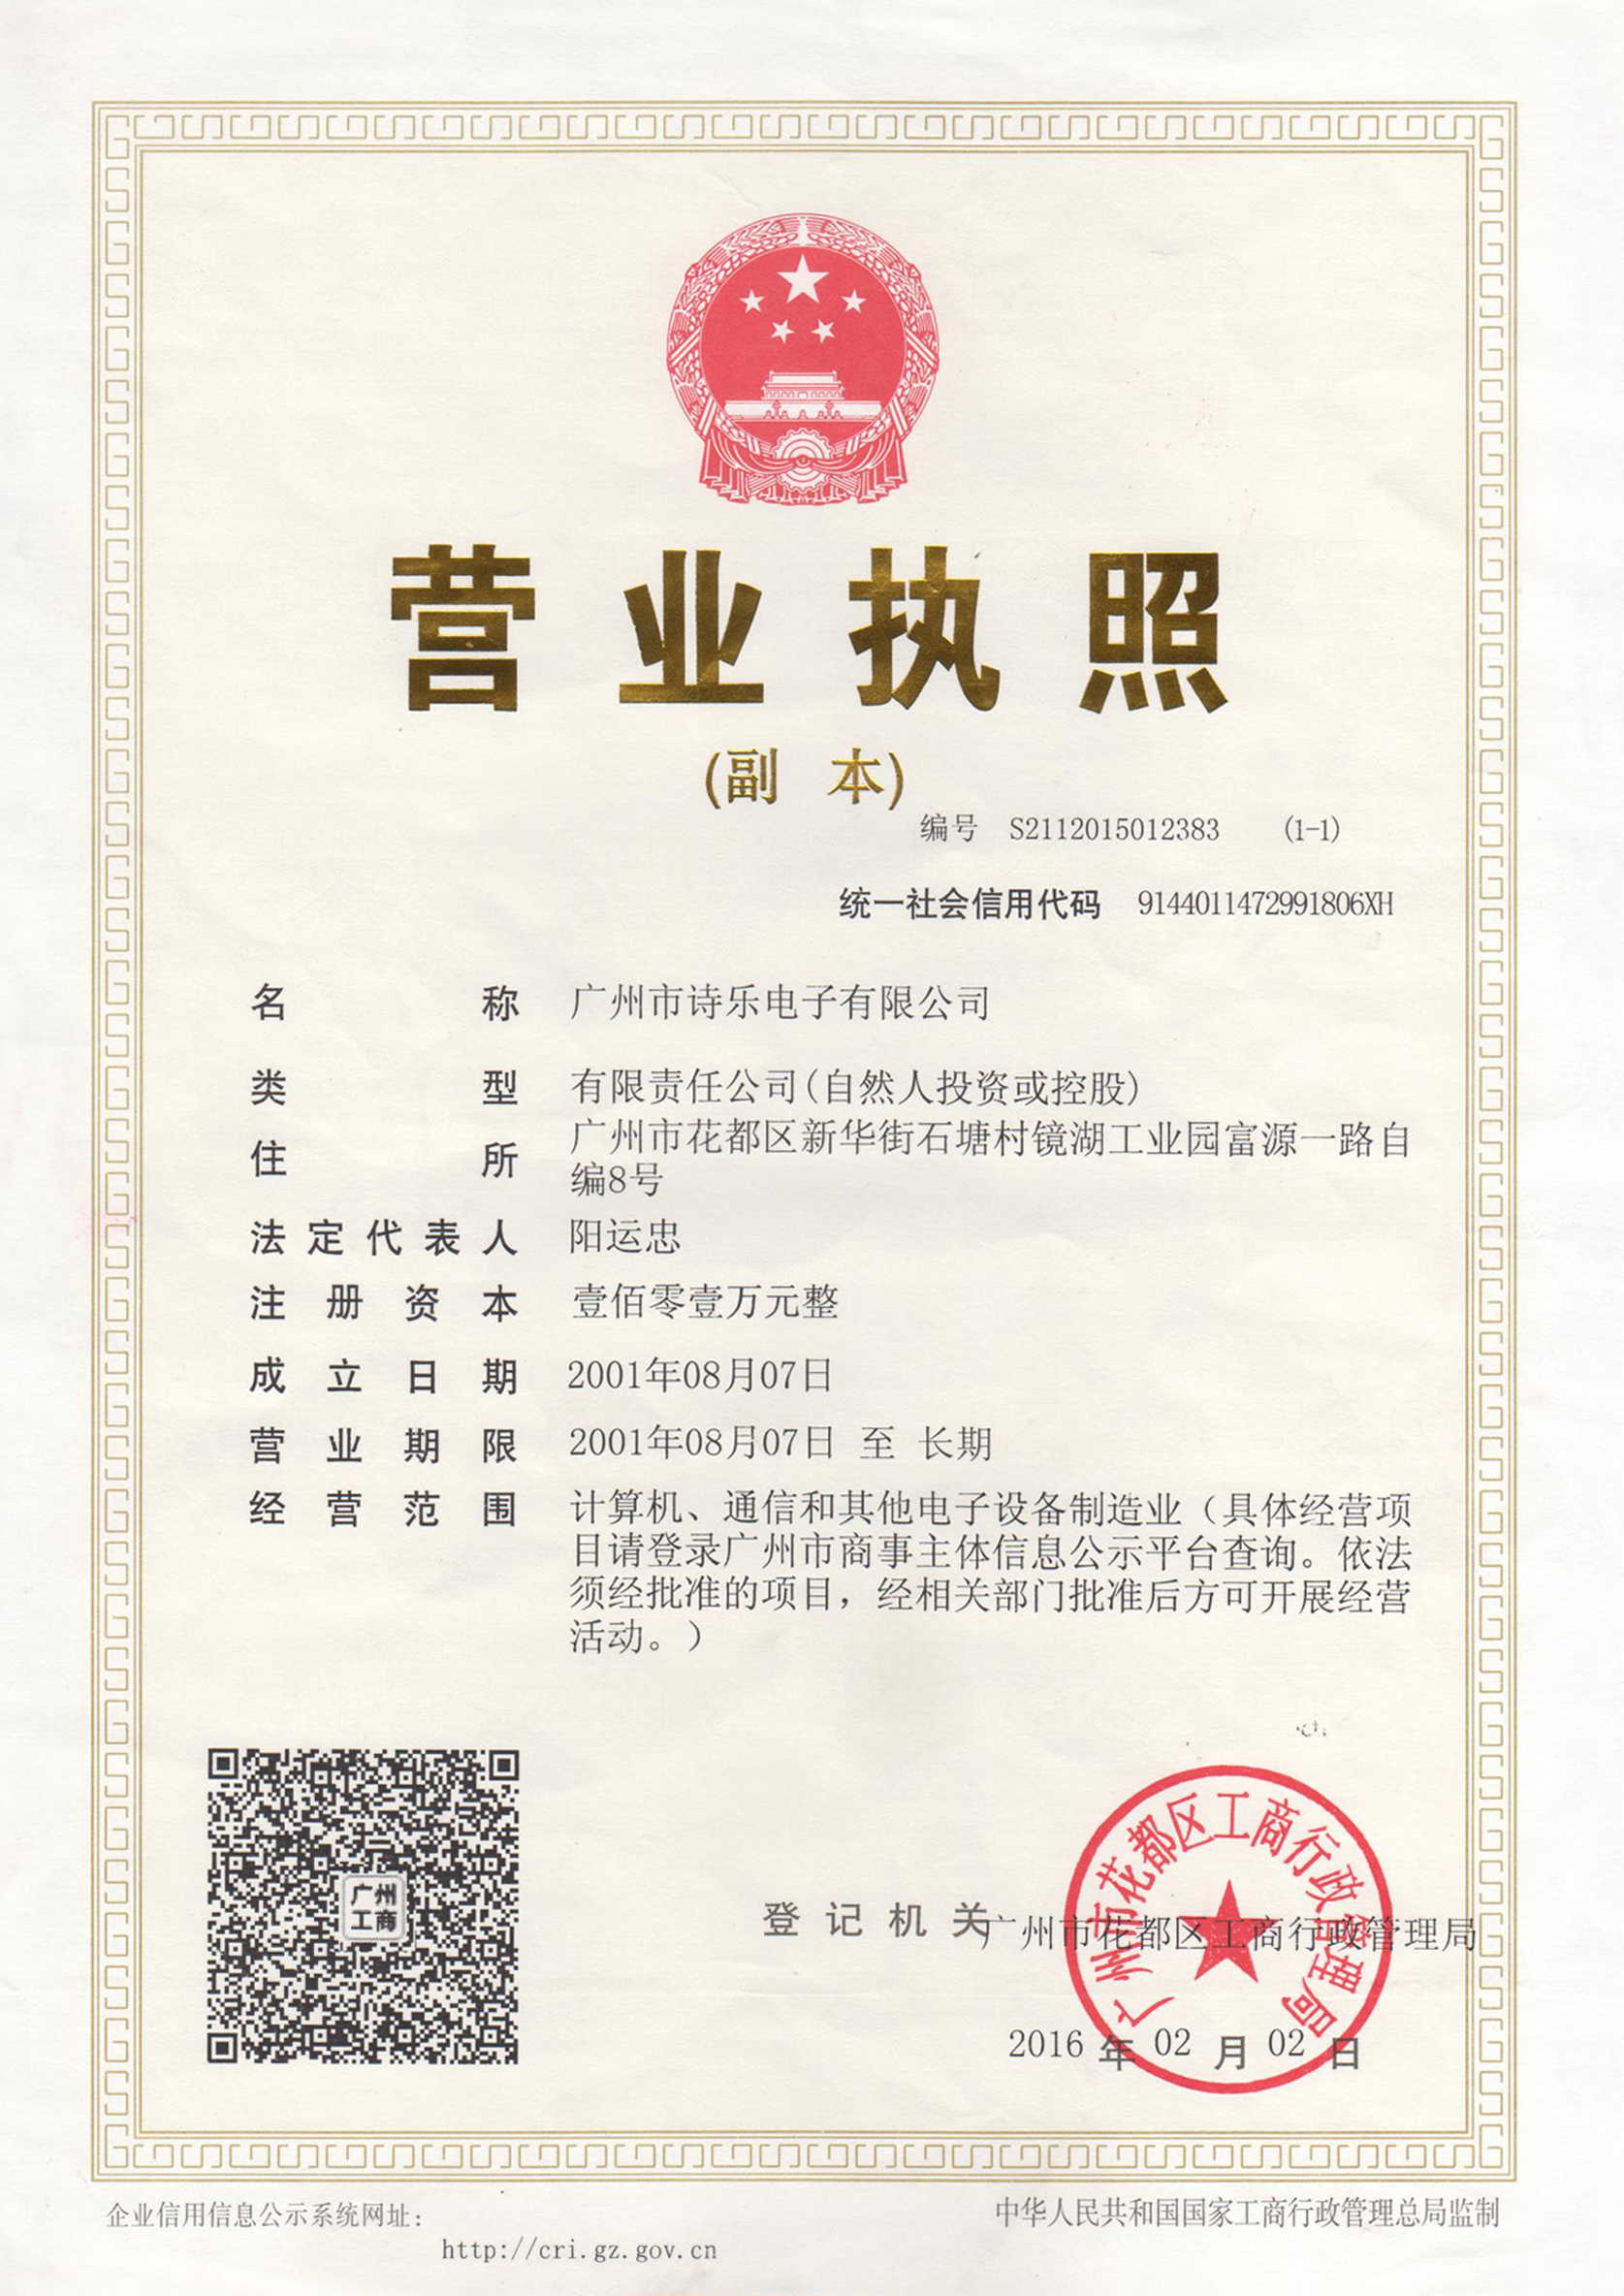 营业执照
(副 本)
编号 S2112015012383 (1-1)
统一社会信用代码 9144011472991806XH
名称 广州市诗乐电子有限公司
类型 有限责任公司(自然人投资或控股)
住所 广州市花都区新华街石塘村镜湖工业园富源一路自
编8号
法定代表人 阳运忠
注册资本 壹佰零壹万元整
成立日期 2001年08月07日
营业期限 2001年08月07日 至 长期
经营范围 计算机、通信和其他电子设备制造业（具体经营项
目请登录广州市商事主体信息公示平台查询。依法
须经批准的项目，经相关部门批准后方可开展经营
活动。）
广州
工商
广州市花都区工商行政管理局
登记机关 广州市花都区工商行政管理局
2016 年 02 月 02 日
企业信用信息公示系统网址：
http://cri.gz.gov.cn
中华人民共和国国家工商行政管理总局监制